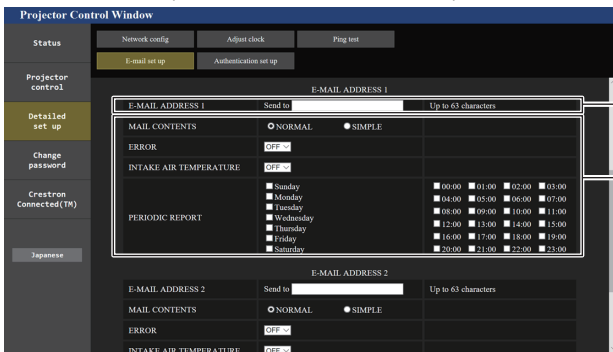 Projector Control Window
Status
Network config Adjust clock Ping test
E-mail set up Authentication set up
Projector
control
Detailed
set up
Change
password
Crestron
Connected(TM)
Japanese
E-MAIL ADDRESS 1
E-MAIL ADDRESS 1 Send to Up to 63 characters
MAIL CONTENTS NORMAL SIMPLE
ERROR OFF
INTAKE AIR TEMPERATURE OFF
PERIODIC REPORT
Sunday
Monday
Tuesday
Wednesday
Thursday
Friday
Saturday
00:00 01:00 02:00 03:00
04:00 05:00 06:00 07:00
08:00 09:00 10:00 11:00
12:00 13:00 14:00 15:00
16:00 17:00 18:00 19:00
20:00 21:00 22:00 23:00
E-MAIL ADDRESS 2
E-MAIL ADDRESS 2 Send to Up to 63 characters
MAIL CONTENTS NORMAL SIMPLE
ERROR OFF
INTAKE AIR TEMPERATURE OFF